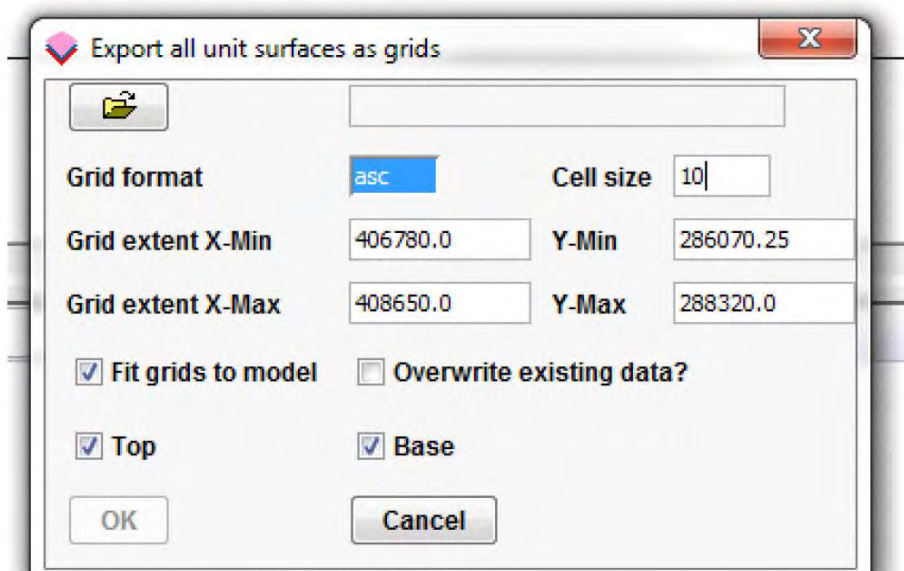 Export all unit surfaces as grids
Grid format asc Cell size 10
Grid extent X-Min 406780.0 Y-Min 286070.25
Grid extent X-Max 408650.0 Y-Max 288320.0
Fit grids to model Overwrite existing data?
Top Base
OK Cancel